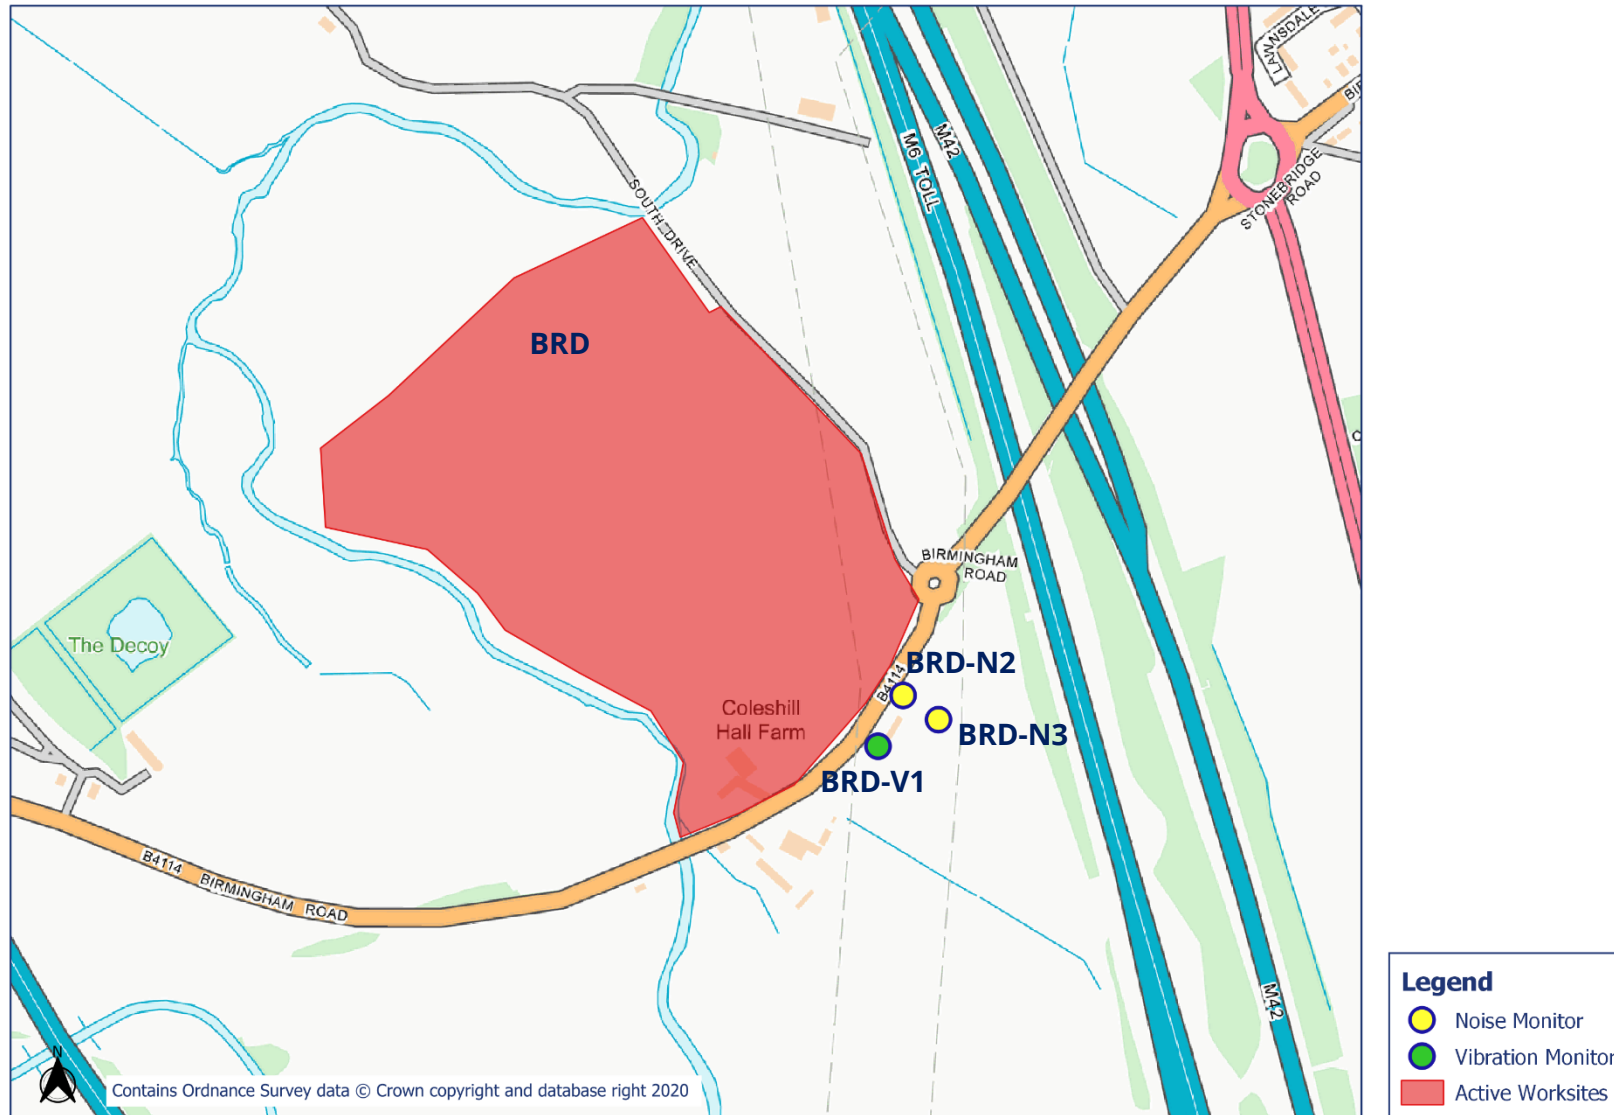 LAWNSDALE
M6 TOLL
M42
STONEBRIDGE
ROAD
SOUTH DRIVE
BRD
BIRMINGHAM
ROAD
The Decoy
BRD-N2
B4114
Coleshill
Hall Farm
BRD-N3
BRD-V1
B4114 BIRMINGHAM ROAD
M42
N
Contains Ordnance Survey data © Crown copyright and database right 2020
Legend
Noise Monitor
Vibration Monitor
Active Worksites